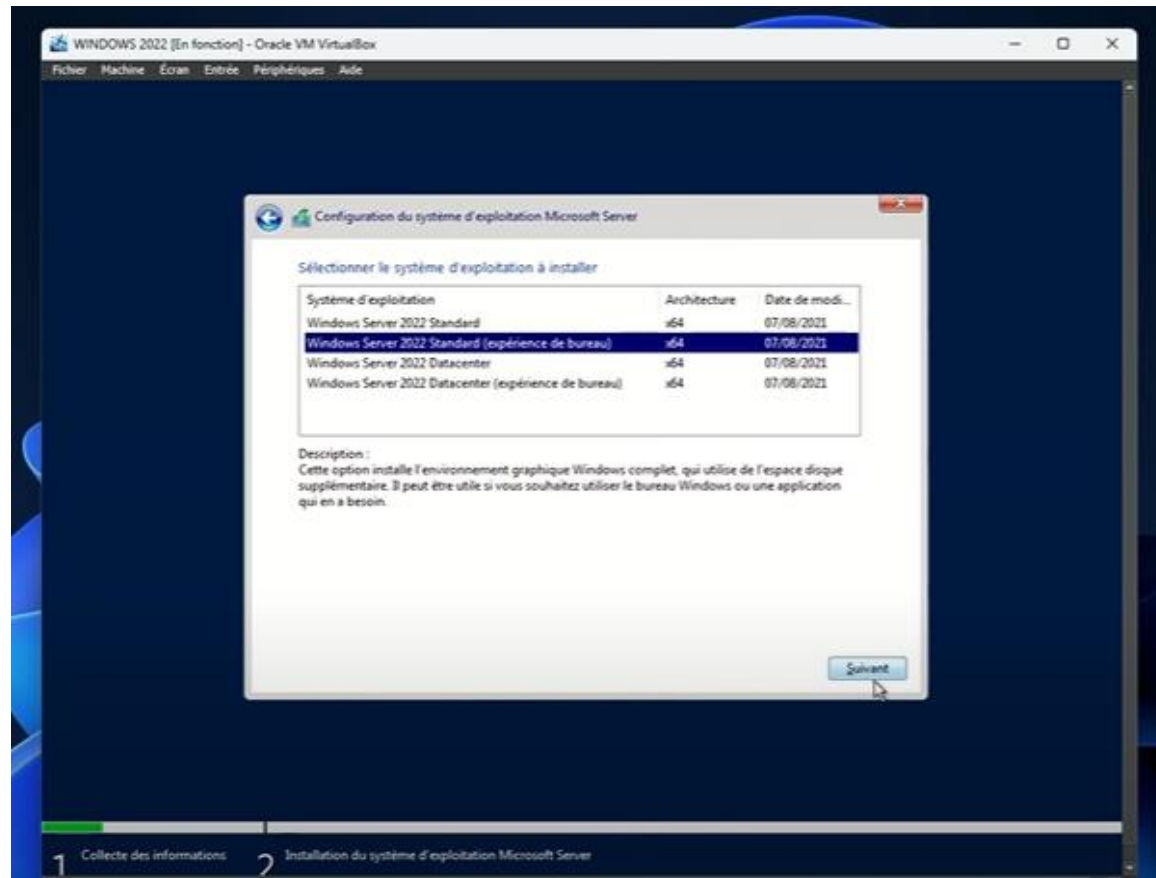 WINDOWS 2022 [En fonction] - Oracle VM VirtualBox
Fichier Machine Écran Entrée Périphériques Aide
Configuration du système d'exploitation Microsoft Server
Sélectionner le système d'exploitation à installer
Système d'exploitation Architecture Date de modi...
Windows Server 2022 Standard x64 07/08/2021
Windows Server 2022 Standard (expérience de bureau) x64 07/08/2021
Windows Server 2022 Datacenter x64 07/08/2021
Windows Server 2022 Datacenter (expérience de bureau) x64 07/08/2021
Description :
Cette option installe l'environnement graphique Windows complet, qui utilise de l'espace disque
supplémentaire. Il peut être utile si vous souhaitez utiliser le bureau Windows ou une application
qui en a besoin.
Suivant
1 Collecte des informations 2 Installation du système d'exploitation Microsoft Server